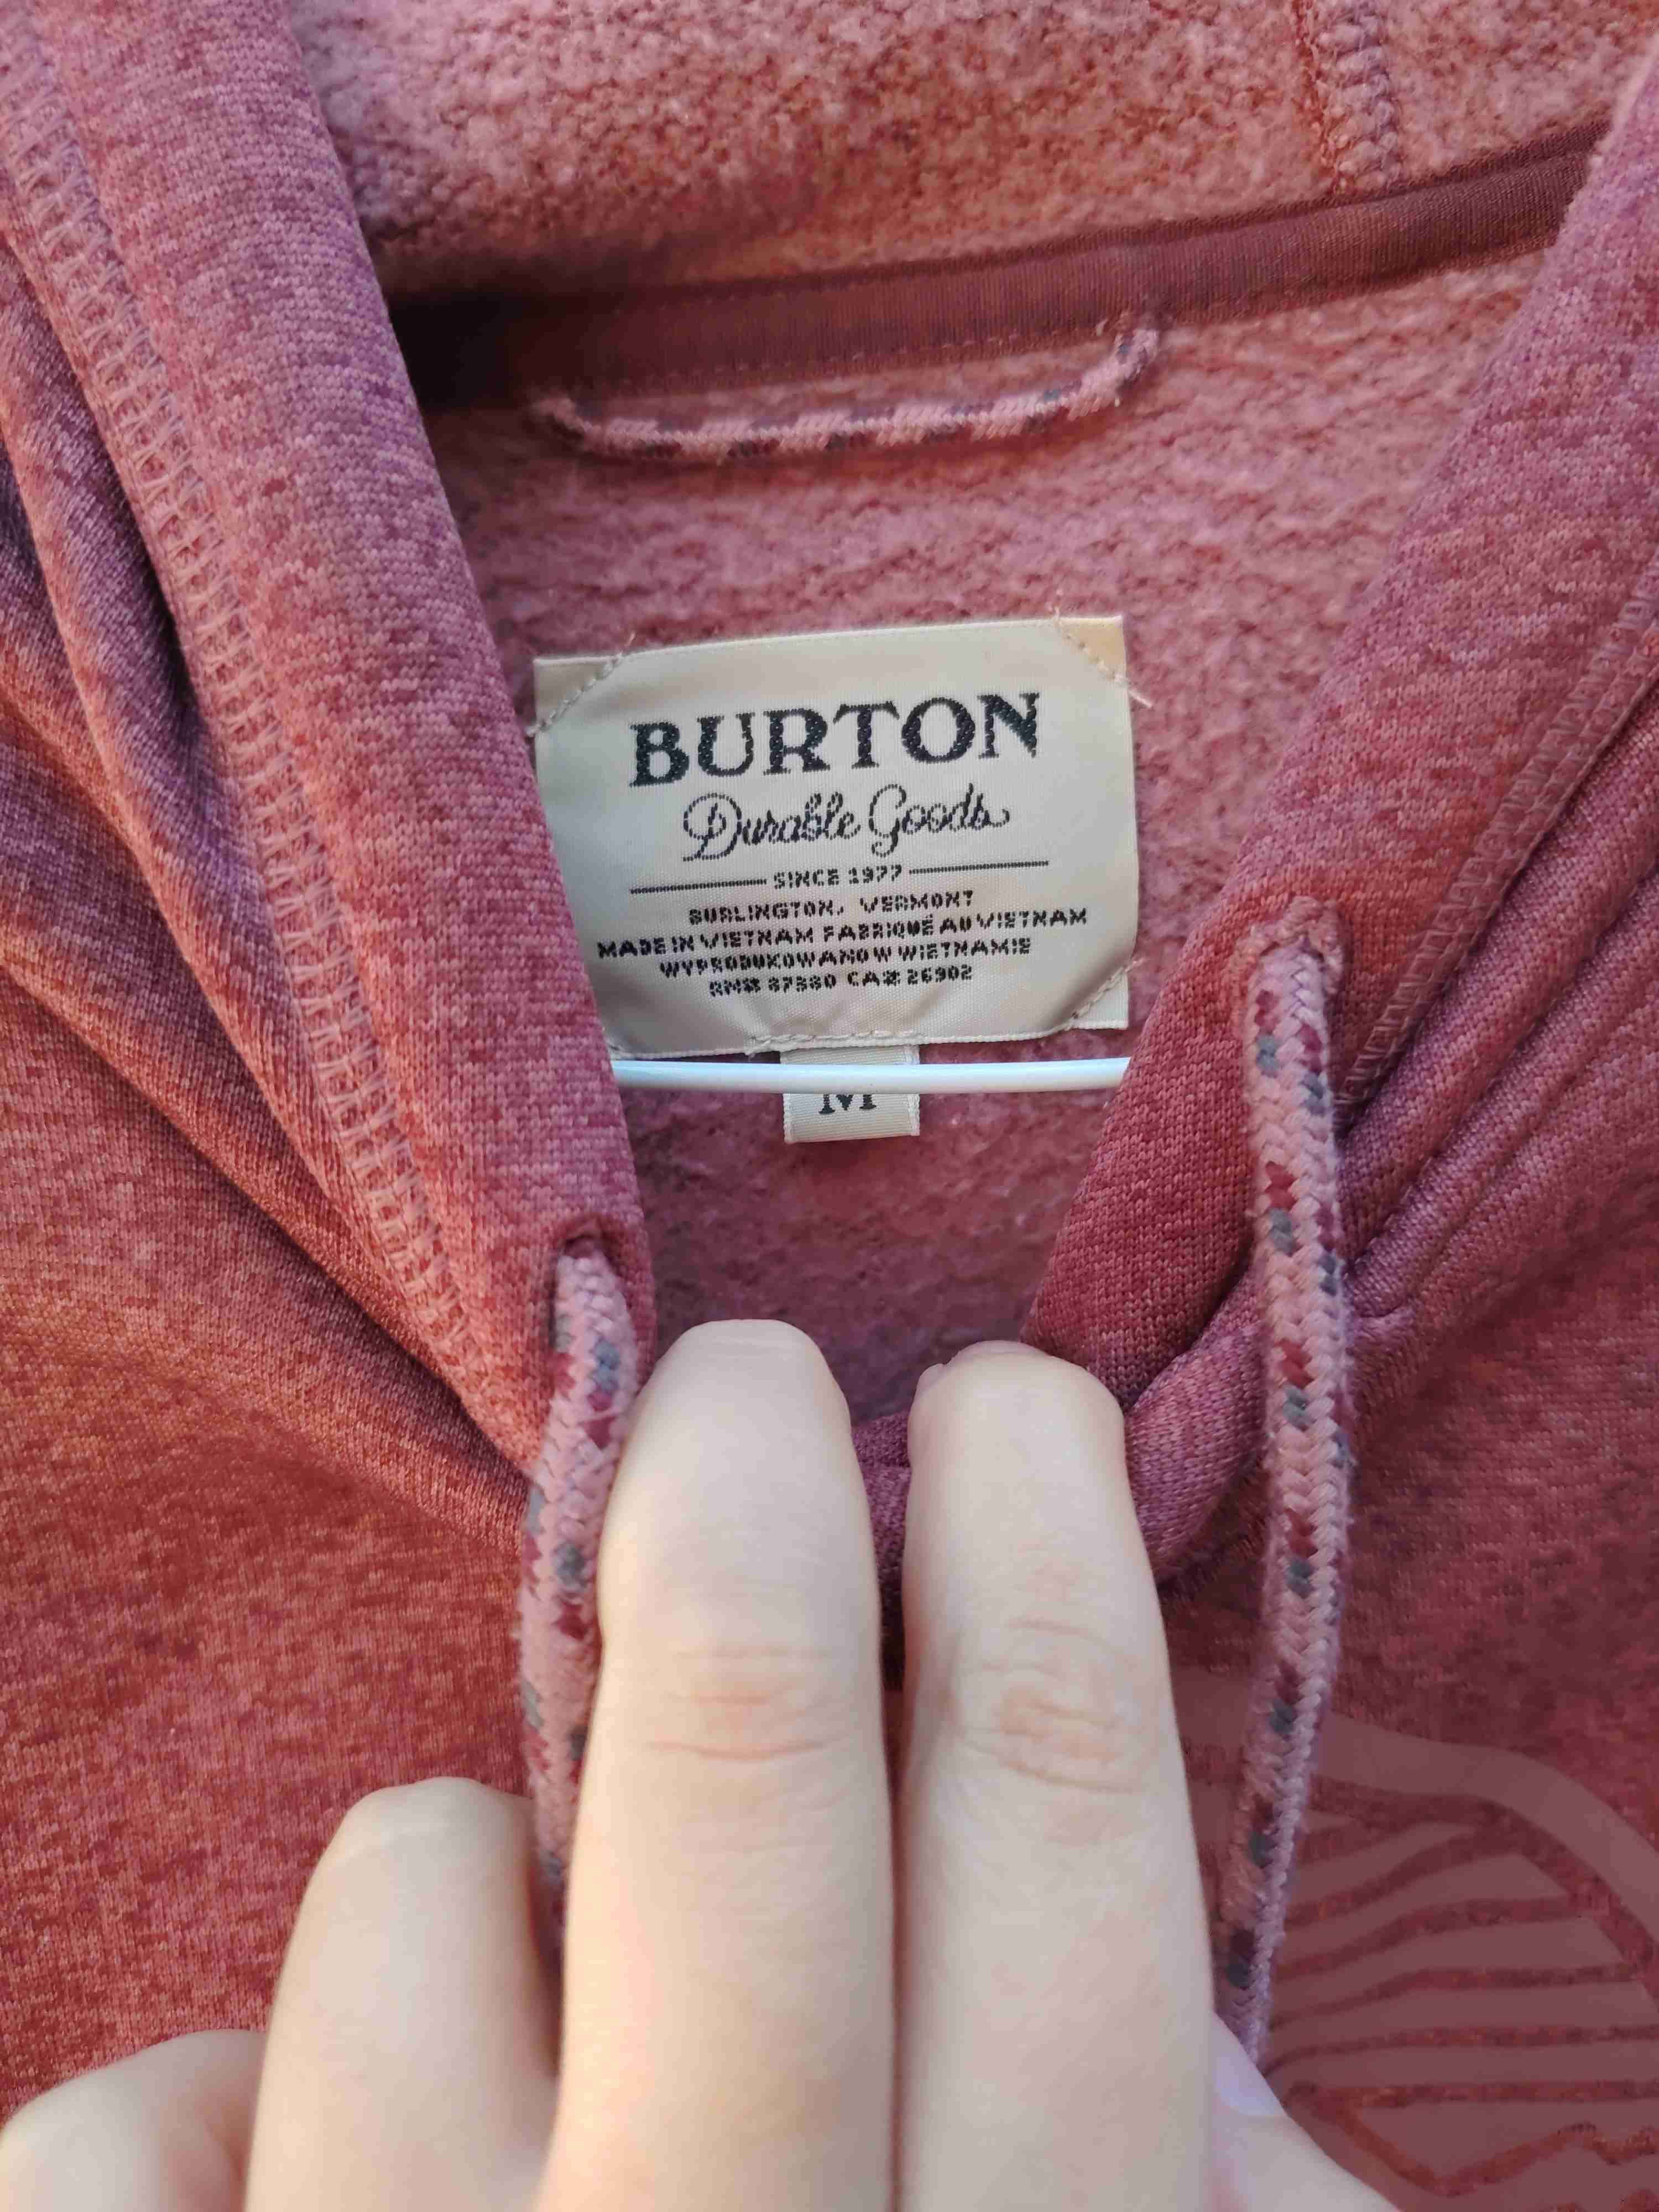 BURTON
Durable Goods
SINCE 1977
BURLINGTON, VERMONT
MADE IN VIETNAM FABRIQUÉ AU VIETNAM
WYPRODUKOWANO W WIETNAMIE
RN# 87380 CA# 26902
M